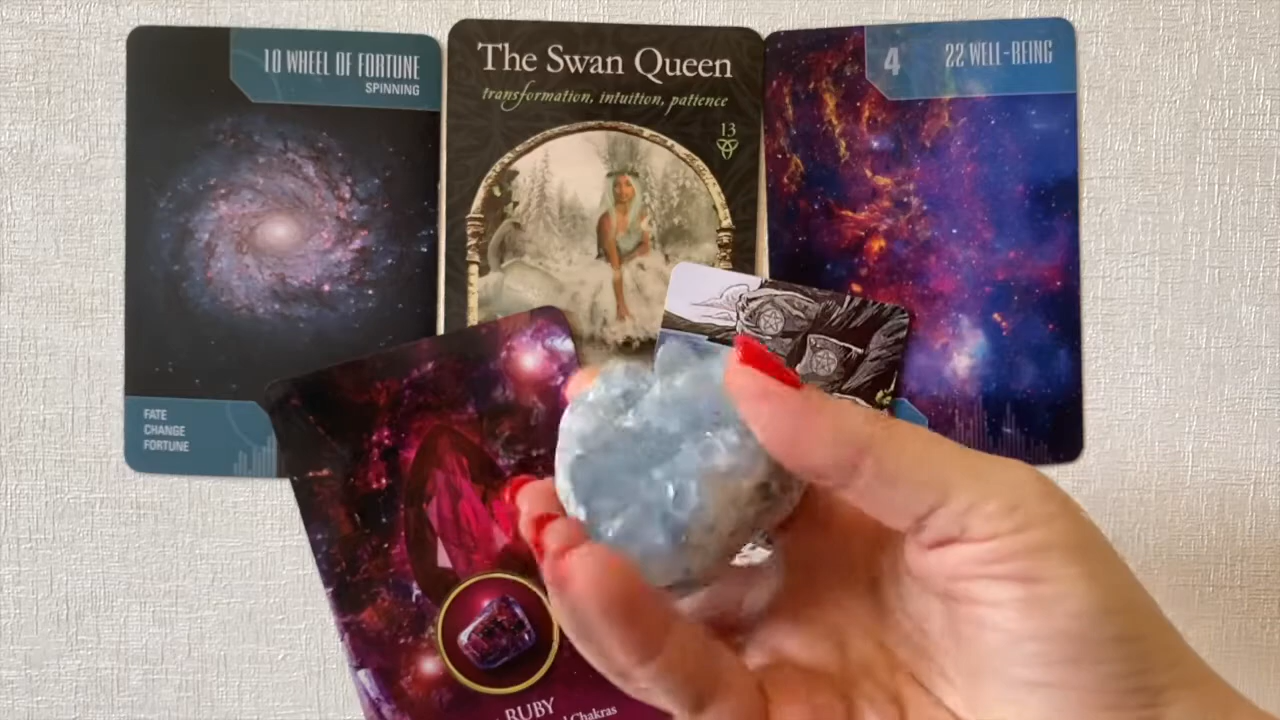 10 WHEEL OF FORTUNE
SPINNING
FATE
CHANGE
FORTUNE
The Swan Queen
transformation, intuition, patience
13
4 22 WELL-BEING
RUBY
Chakras